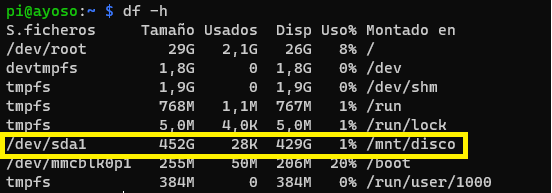 pi@ayoso:~ $ df -h
S.ficheros Tamaño Usados Disp Uso% Montado en
/dev/root 29G 2,1G 26G 8% /
devtmpfs 1,8G 0 1,8G 0% /dev
tmpfs 1,9G 0 1,9G 0% /dev/shm
tmpfs 768M 1,1M 767M 1% /run
tmpfs 5,0M 4,0K 5,0M 1% /run/lock
/dev/sda1 452G 28K 429G 1% /mnt/disco
/dev/mmcblk0p1 255M 50M 206M 20% /boot
tmpfs 384M 0 384M 0% /run/user/1000